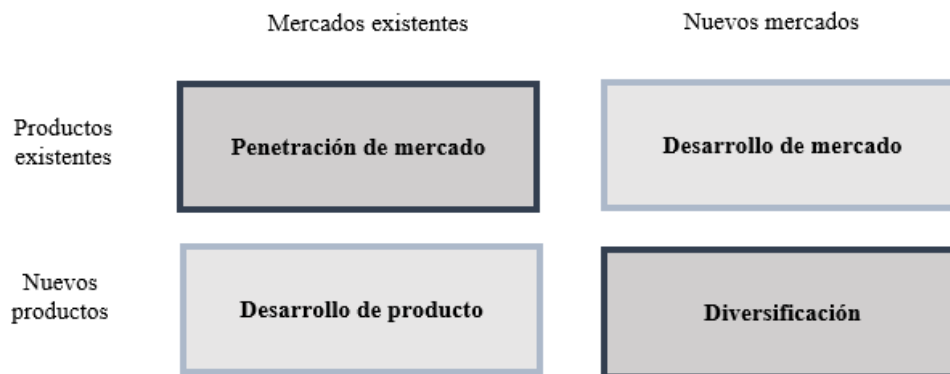 Mercados existentes
Nuevos mercados
Productos
existentes
Penetración de mercado
Desarrollo de mercado
Nuevos
productos
Desarrollo de producto
Diversificación